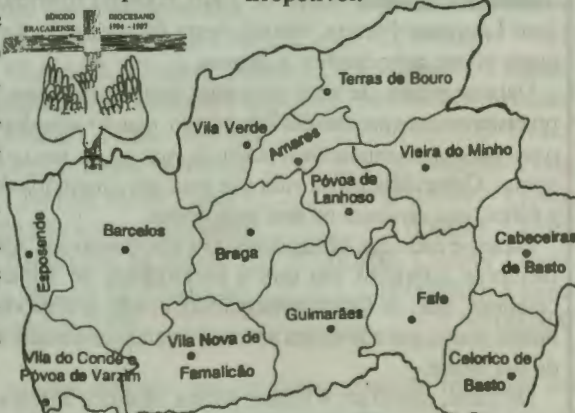 SÍNODO DIOCESANO
BRACARENSE 1994 - 1997
Terras de Bouro
Vila Verde
Amares
Vieira do Minho
Póvoa de
Lanhoso
Esposende
Barcelos
Braga
Cabeceiras
de Basto
Guimarães
Fafe
Vila Nova de
Famalicão
Vila do Conde e
Póvoa de Varzim
Celorico de
Basto